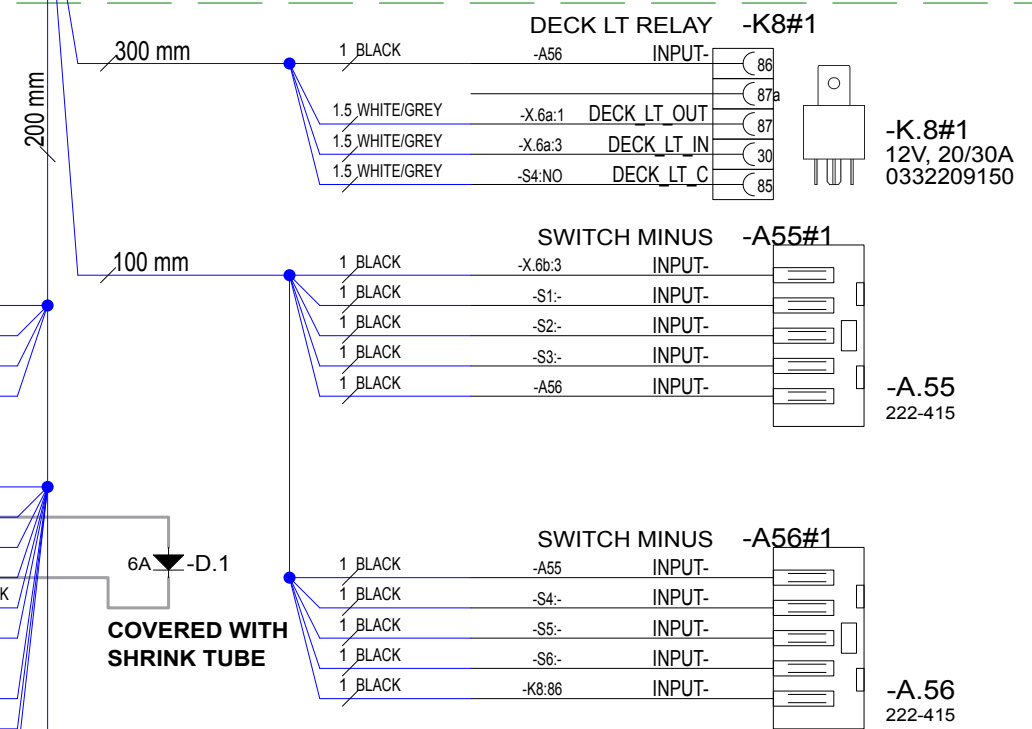 DECK LT RELAY -K8#1
300 mm 1 BLACK -A56 INPUT- 86
87a
1.5 WHITE/GREY -X.6a:1 DECK_LT_OUT 87
1.5 WHITE/GREY -X.6a:3 DECK_LT_IN 30
1.5 WHITE/GREY -S4:NO DECK_LT_C 85
-K.8#1
12V, 20/30A
0332209150
200 mm
SWITCH MINUS -A55#1
100 mm 1 BLACK -X.6b:3 INPUT-
1 BLACK -S1:- INPUT-
1 BLACK -S2:- INPUT-
1 BLACK -S3:- INPUT-
1 BLACK -A56 INPUT-
-A.55
222-415
SWITCH MINUS -A56#1
6A -D.1
1 BLACK -A55 INPUT-
K 1 BLACK -S4:- INPUT-
COVERED WITH
SHRINK TUBE
1 BLACK -S5:- INPUT-
1 BLACK -S6:- INPUT-
1 BLACK -K8:86 INPUT-
-A.56
222-415